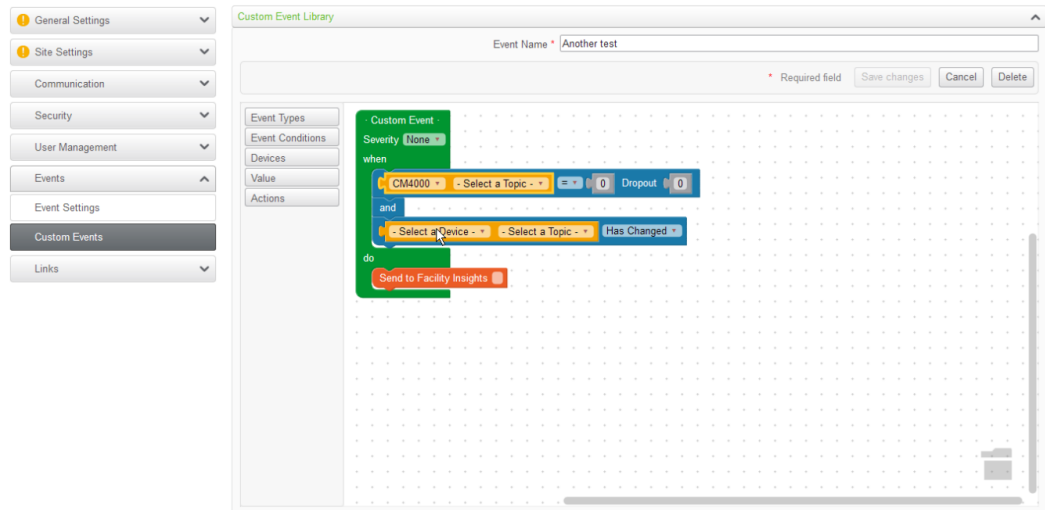 General Settings
Site Settings
Communication
Security
User Management
Events
Event Settings
Custom Events
Links
Custom Event Library
Event Name * Another test
* Required field Save changes Cancel Delete
Event Types
Event Conditions
Devices
Value
Actions
- Custom Event -
Severity None
when
CM4000 - Select a Topic - = 0 Dropout 0
and
- Select a Device - - Select a Topic - Has Changed
do
Send to Facility Insights